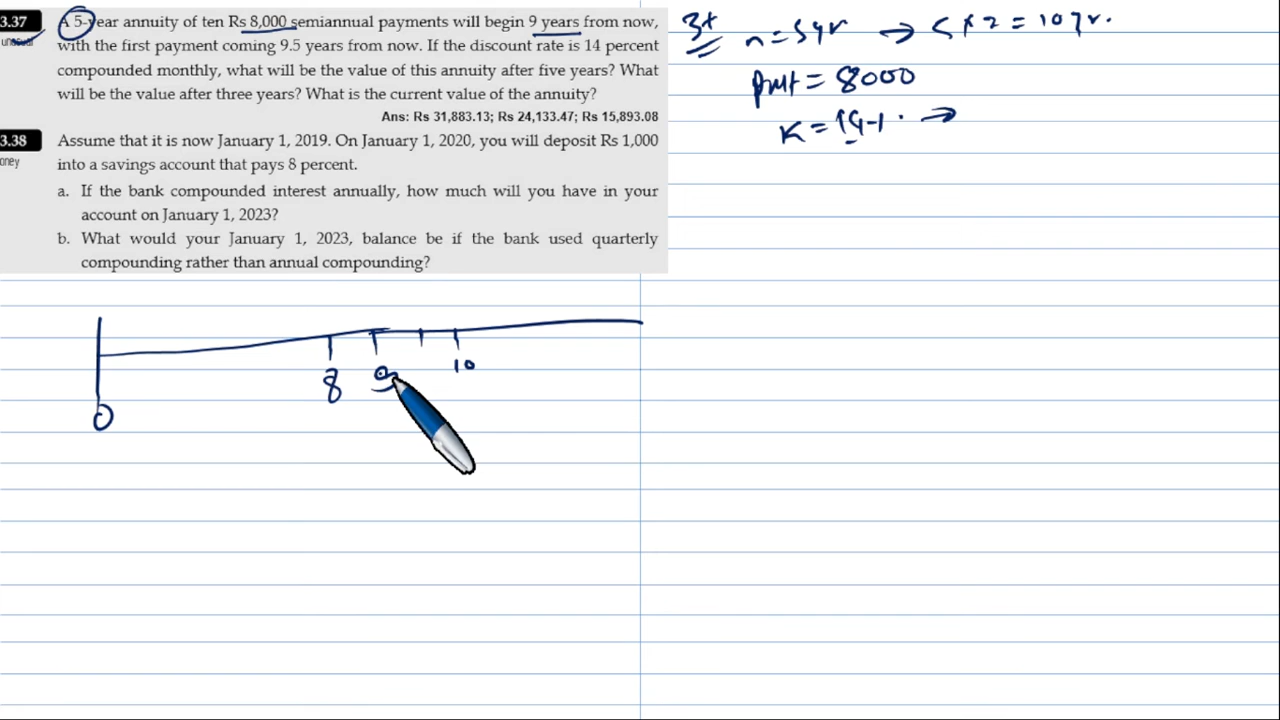 3.37 A 5-year annuity of ten Rs 8,000 semiannual payments will begin 9 years from now,
with the first payment coming 9.5 years from now. If the discount rate is 14 percent
compounded monthly, what will be the value of this annuity after five years? What
will be the value after three years? What is the current value of the annuity?
Ans: Rs 31,883.13; Rs 24,133.47; Rs 15,893.08
3.38 Assume that it is now January 1, 2019. On January 1, 2020, you will deposit Rs 1,000
oney into a savings account that pays 8 percent.
a. If the bank compounded interest annually, how much will you have in your
account on January 1, 2023?
b. What would your January 1, 2023, balance be if the bank used quarterly
compounding rather than annual compounding?
n = 5 yr → 5 × 2 = 10 yr.
pmt = 8000
K = 14 →
8 9 10
0